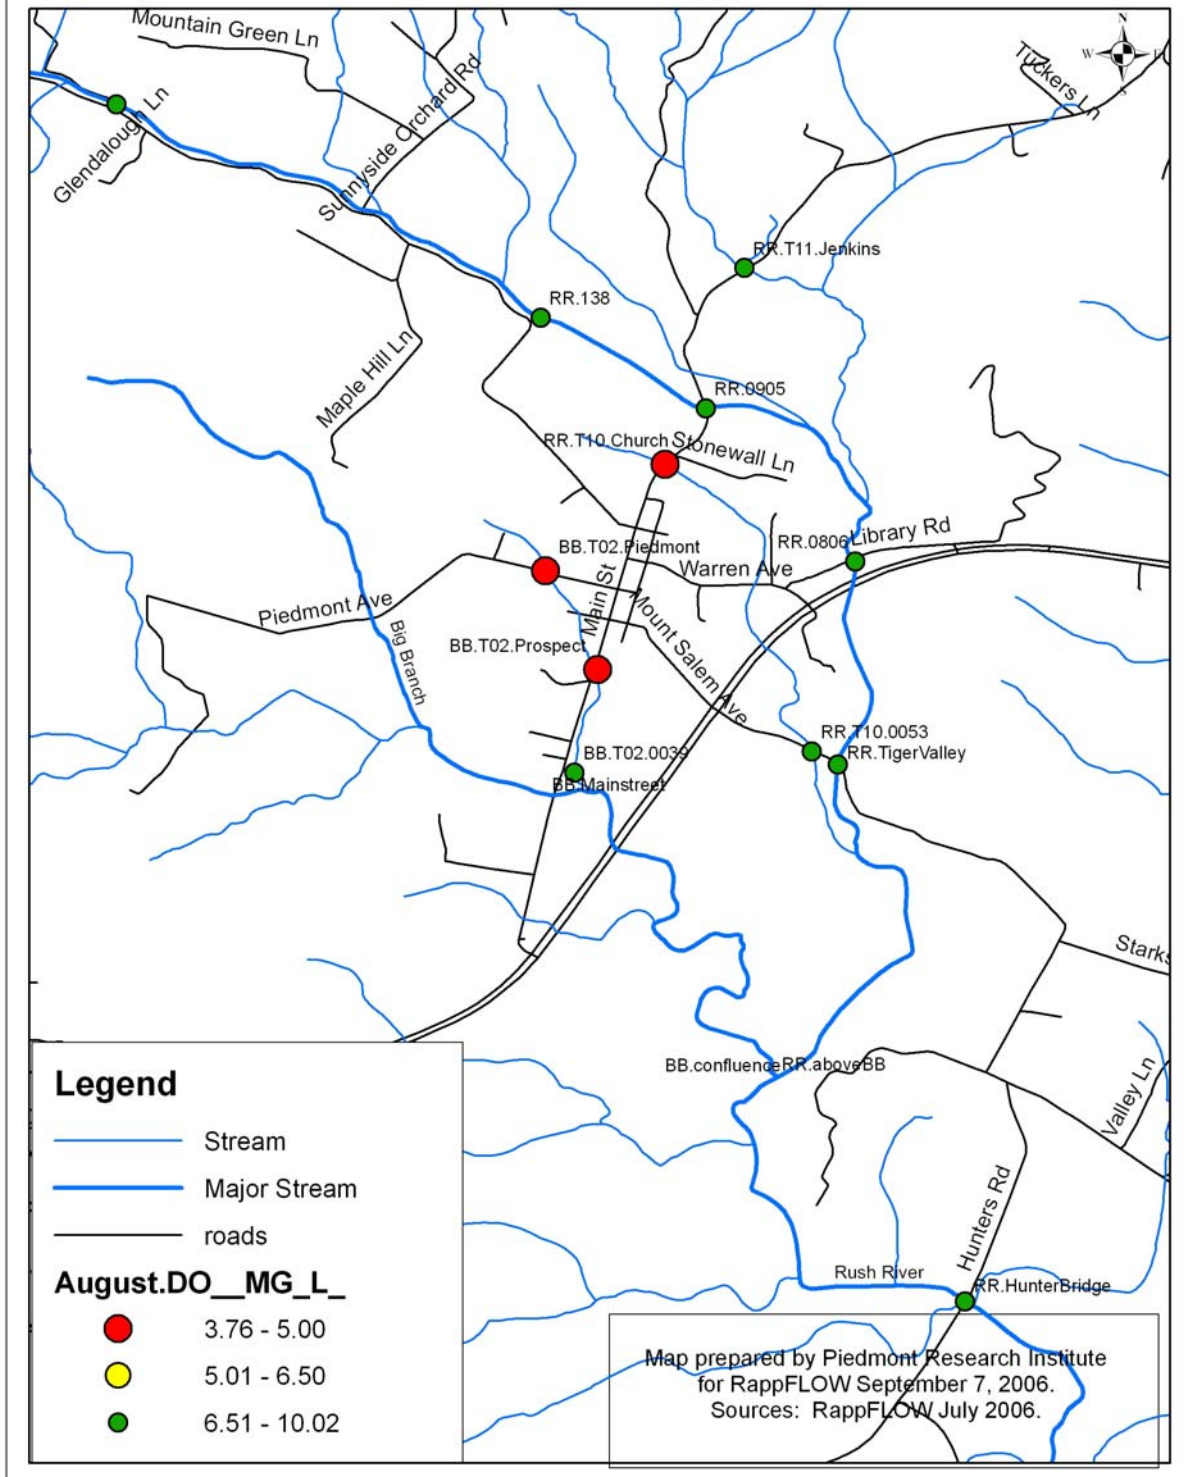 Mountain Green Ln
N
W
E
S
Tuckers Ln
Sunnyside Orchard Rd
Glendalough Ln
RR.T11.Jenkins
RR.138
Maple Hill Ln
RR.0905
RR.T10.Church
Stonewall Ln
Library Rd
RR.0806
BB.T02.Piedmont
Warren Ave
Main St
Piedmont Ave
Mount Salem Ave
Big Branch
BB.T02.Prospect
RR.T10.0053
RR.TigerValley
BB.T02.0039
BB.Mainstreet
Starks
BB.confluence
RR.aboveBB
Valley Ln
Hunters Rd
Rush River
RR.HunterBridge
Legend
Stream
Major Stream
roads
August.DO__MG_L_
3.76 - 5.00
5.01 - 6.50
6.51 - 10.02
Map prepared by Piedmont Research Institute
for RappFLOW September 7, 2006.
Sources: RappFLOW July 2006.